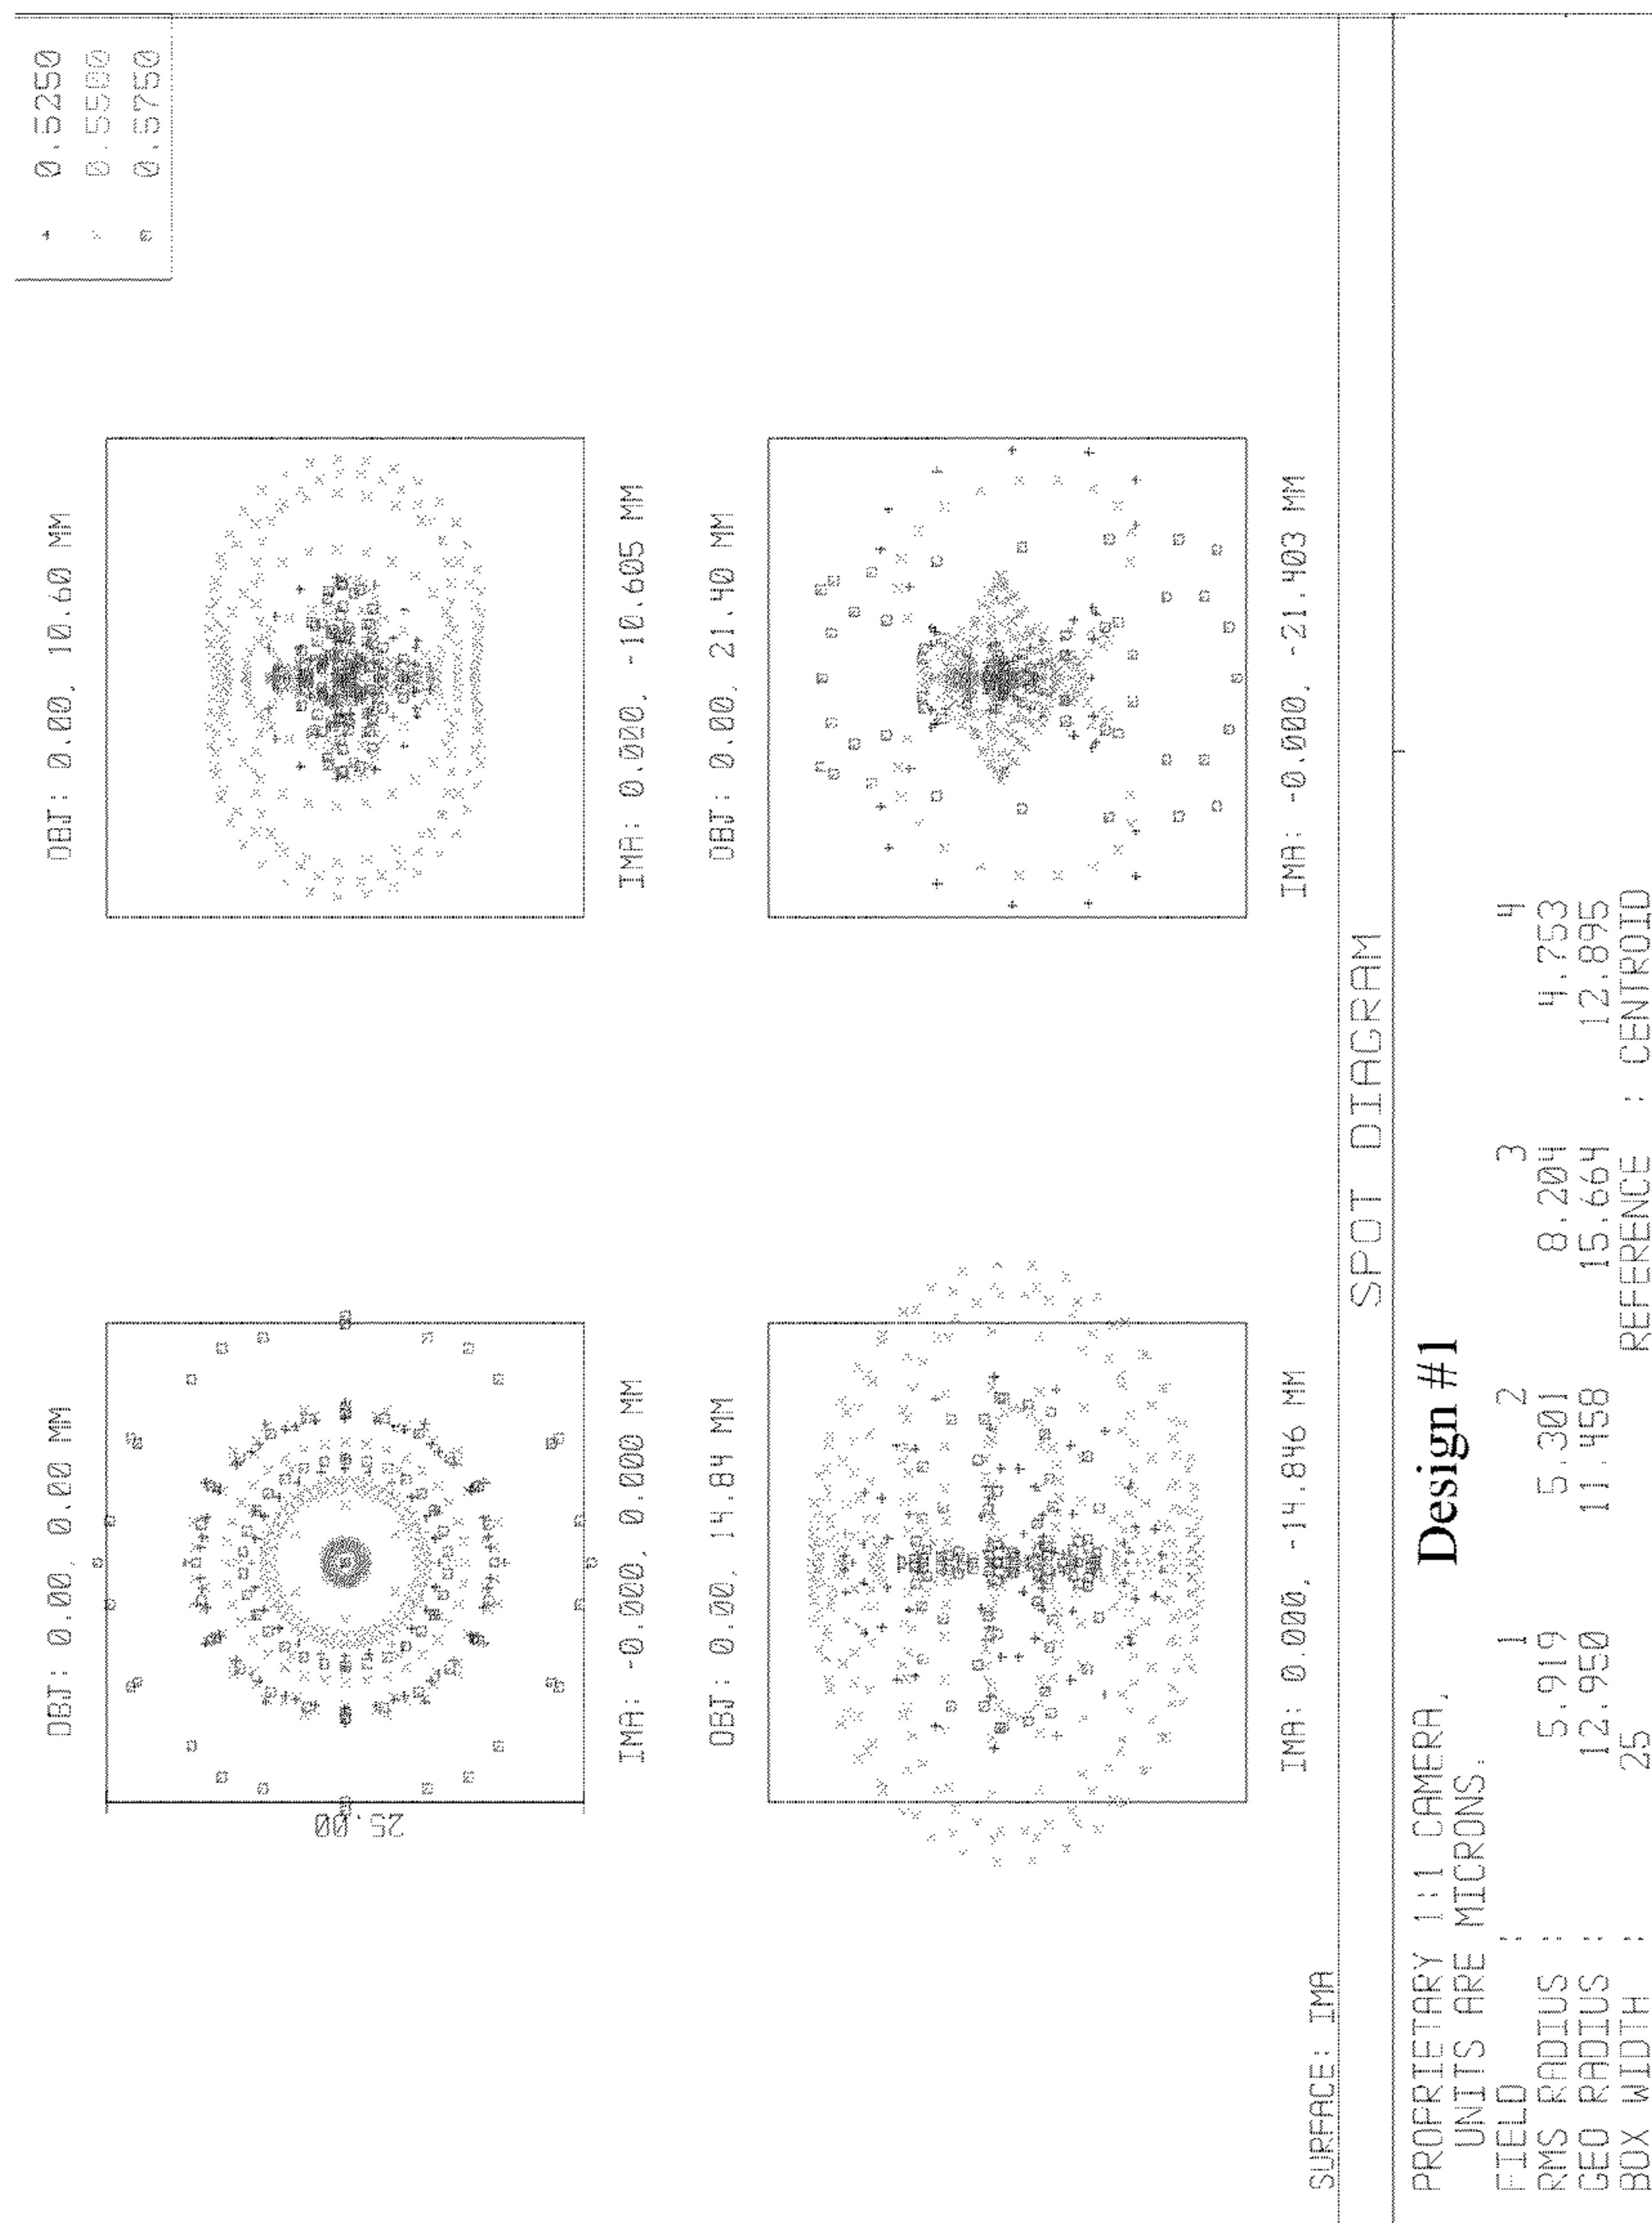 + 0.5250
× 0.5500
□ 0.5750
OBJ: 0.00, 0.00 MM
OBJ: 0.00, 10.60 MM
25.00
IMA: -0.000, 0.000 MM
IMA: 0.000, -10.605 MM
OBJ: 0.00, 14.84 MM
OBJ: 0.00, 21.40 MM
IMA: 0.000, -14.846 MM
IMA: -0.000, -21.403 MM
SURFACE: IMA
SPOT DIAGRAM
PROPRIETARY 1:1 CAMERA. Design #1
UNITS ARE MICRONS.
FIELD : 1 2 3 4
RMS RADIUS : 5.919 5.301 8.204 4.753
GEO RADIUS : 12.950 11.458 15.664 12.895
BOX WIDTH : 25 REFERENCE : CENTROID